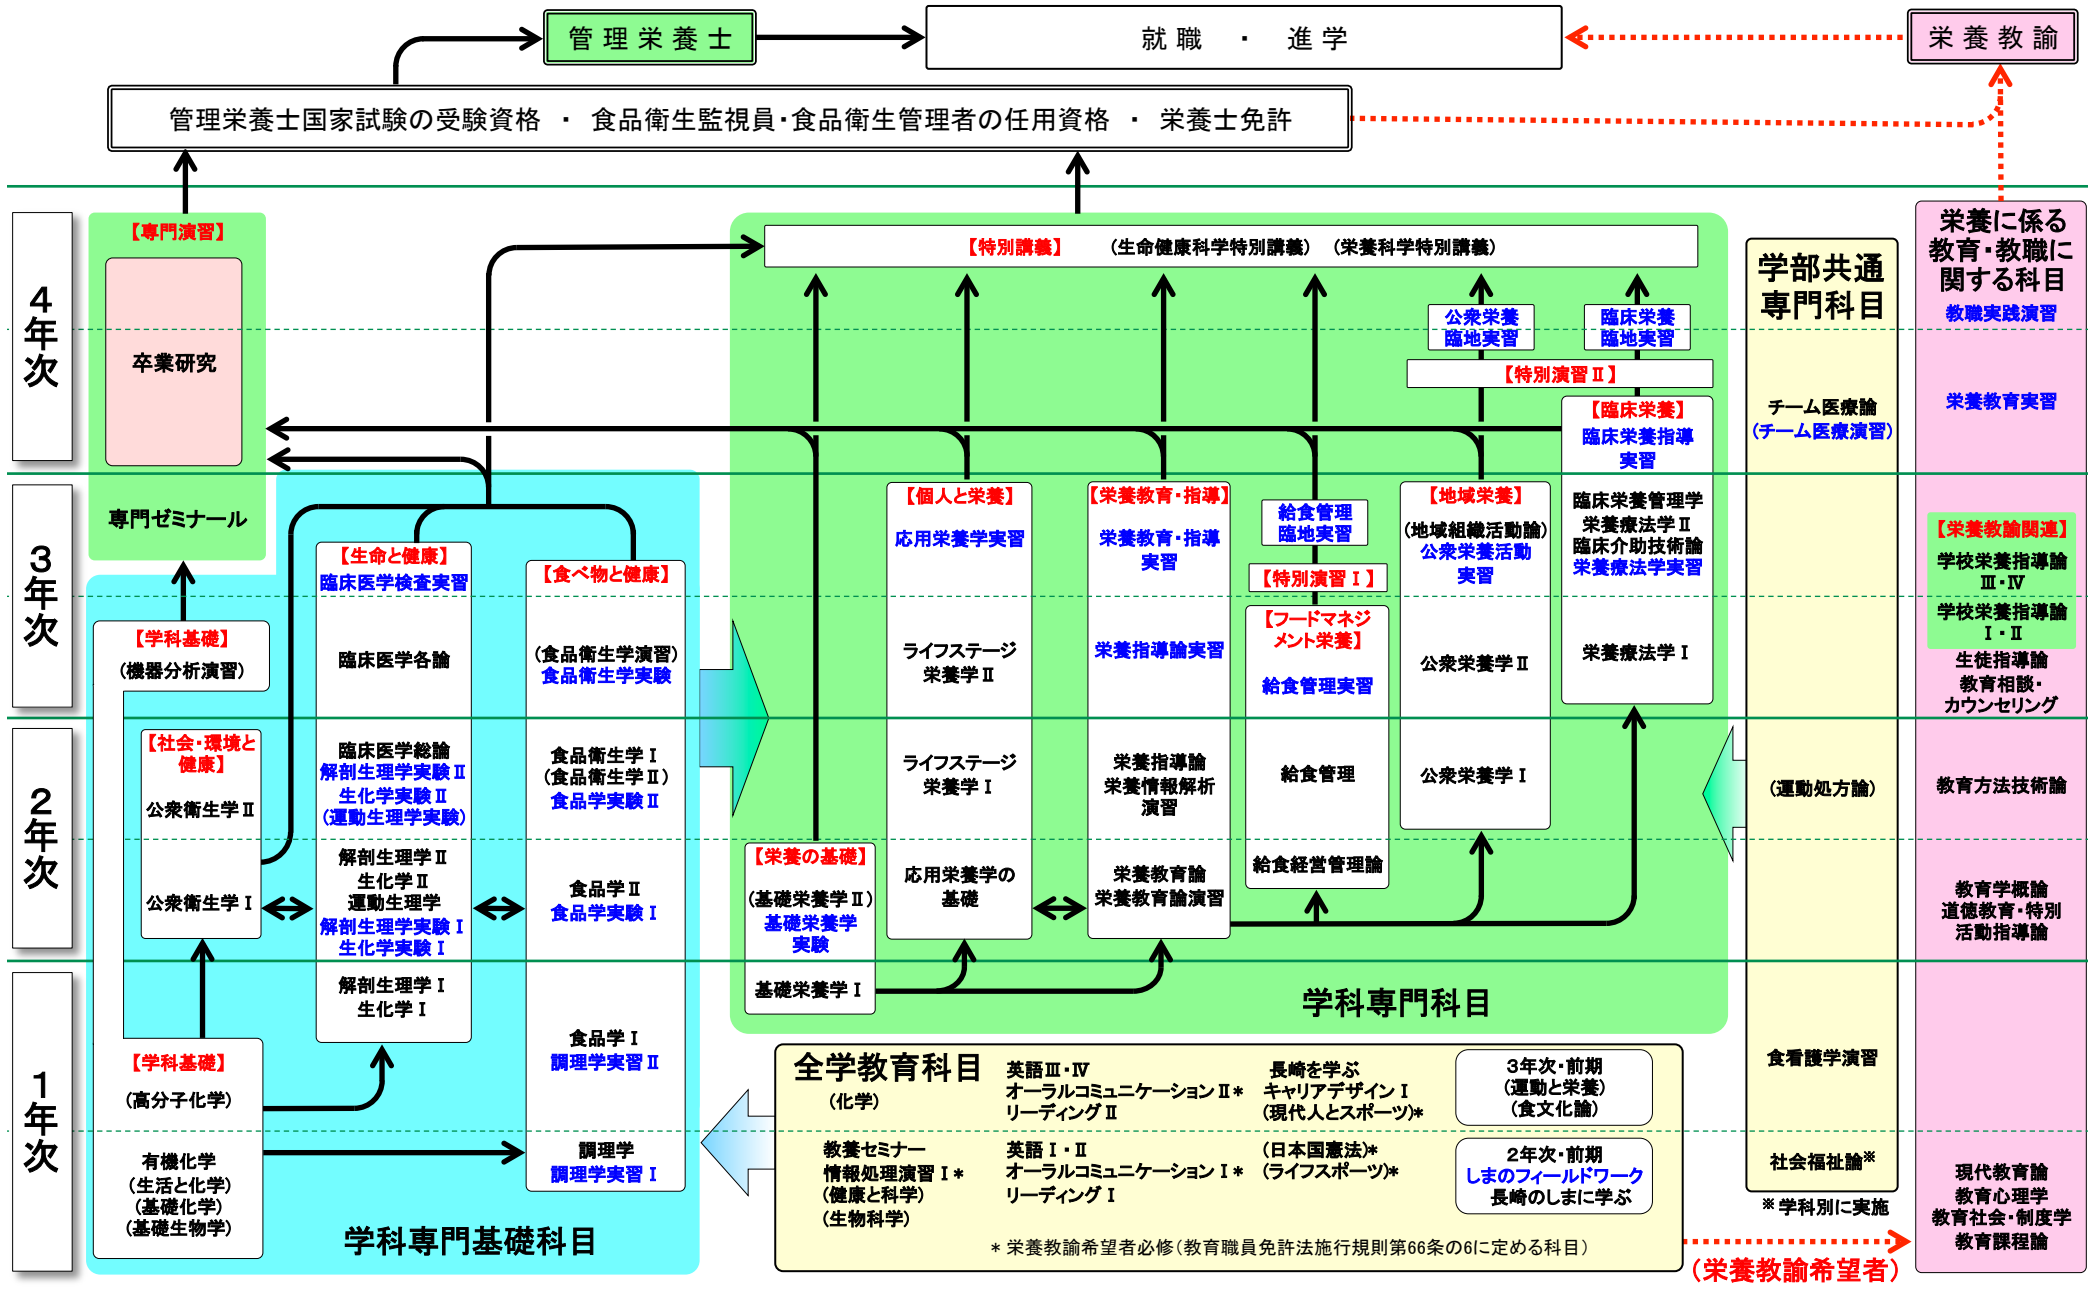 管理栄養士
就職 ・ 進学
栄養教諭
管理栄養士国家試験の受験資格 ・ 食品衛生監視員・食品衛生管理者の任用資格 ・ 栄養士免許
4年次
3年次
2年次
1年次
【専門演習】
卒業研究
専門ゼミナール
【学科基礎】
(機器分析演習)
【社会・環境と
健康】
公衆衛生学Ⅱ
公衆衛生学Ⅰ
【学科基礎】
(高分子化学)
有機化学
(生活と化学)
(基礎化学)
(基礎生物学)
【生命と健康】
臨床医学検査実習
臨床医学各論
臨床医学総論
解剖生理学実験Ⅱ
生化学実験Ⅱ
(運動生理学実験)
解剖生理学Ⅱ
生化学Ⅱ
運動生理学
解剖生理学実験Ⅰ
生化学実験Ⅰ
解剖生理学Ⅰ
生化学Ⅰ
【食べ物と健康】
(食品衛生学演習)
食品衛生学実験
食品衛生学Ⅰ
(食品衛生学Ⅱ)
食品学実験Ⅱ
食品学Ⅱ
食品学実験Ⅰ
食品学Ⅰ
調理学実習Ⅱ
調理学
調理学実習Ⅰ
学科専門基礎科目
【特別講義】 (生命健康科学特別講義) (栄養科学特別講義)
【栄養の基礎】
(基礎栄養学Ⅱ)
基礎栄養学
実験
基礎栄養学Ⅰ
【個人と栄養】
応用栄養学実習
ライフステージ
栄養学Ⅱ
ライフステージ
栄養学Ⅰ
応用栄養学の
基礎
【栄養教育・指導】
栄養教育・指導
実習
栄養指導論実習
栄養指導論
栄養情報解析
演習
栄養教育論
栄養教育論演習
給食管理
臨地実習
【特別演習Ⅰ】
【フードマネジ
メント栄養】
給食管理実習
給食管理
給食経営管理論
公衆栄養
臨地実習
臨床栄養
臨地実習
【特別演習Ⅱ】
【地域栄養】
(地域組織活動論)
公衆栄養活動
実習
公衆栄養学Ⅱ
公衆栄養学Ⅰ
【臨床栄養】
臨床栄養指導
実習
臨床栄養管理学
栄養療法学Ⅱ
臨床介助技術論
栄養療法学実習
栄養療法学Ⅰ
学科専門科目
全学教育科目
(化学)
教養セミナー
情報処理演習Ⅰ*
(健康と科学)
(生物科学)
英語Ⅲ・Ⅳ
オーラルコミュニケーションⅡ*
リーディングⅡ
英語Ⅰ・Ⅱ
オーラルコミュニケーションⅠ*
リーディングⅠ
長崎を学ぶ
キャリアデザインⅠ
(現代人とスポーツ)*
(日本国憲法)*
(ライフスポーツ)*
3年次・前期
(運動と栄養)
(食文化論)
2年次・前期
しまのフィールドワーク
長崎のしまに学ぶ
* 栄養教諭希望者必修(教育職員免許法施行規則第66条の6に定める科目)
学部共通
専門科目
チーム医療論
(チーム医療演習)
(運動処方論)
食看護学演習
社会福祉論※
※学科別に実施
(栄養教諭希望者)
栄養に係る
教育・教職に
関する科目
教職実践演習
栄養教育実習
【栄養教諭関連】
学校栄養指導論
Ⅲ・Ⅳ
学校栄養指導論
Ⅰ・Ⅱ
生徒指導論
教育相談・
カウンセリング
教育方法技術論
教育学概論
道徳教育・特別
活動指導論
現代教育論
教育心理学
教育社会・制度学
教育課程論